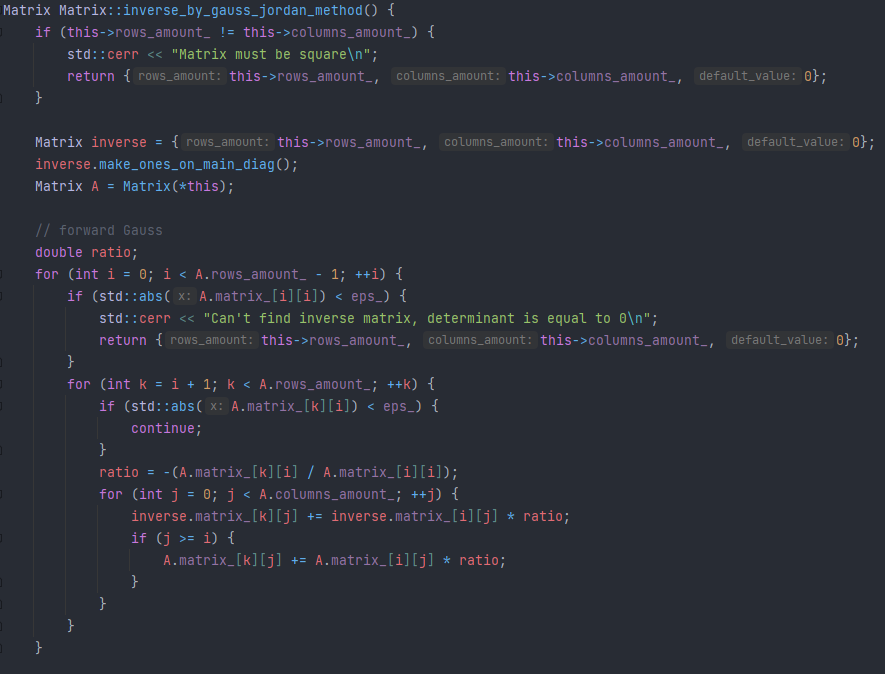 Matrix Matrix::inverse_by_gauss_jordan_method() {
    if (this->rows_amount_ != this->columns_amount_) {
        std::cerr << "Matrix must be square\n";
        return { rows_amount: this->rows_amount_, columns_amount: this->columns_amount_, default_value: 0};
    }

    Matrix inverse = { rows_amount: this->rows_amount_, columns_amount: this->columns_amount_, default_value: 0};
    inverse.make_ones_on_main_diag();
    Matrix A = Matrix(*this);

    // forward Gauss
    double ratio;
    for (int i = 0; i < A.rows_amount_ - 1; ++i) {
        if (std::abs( x: A.matrix_[i][i]) < eps_) {
            std::cerr << "Can't find inverse matrix, determinant is equal to 0\n";
            return { rows_amount: this->rows_amount_, columns_amount: this->columns_amount_, default_value: 0};
        }
        for (int k = i + 1; k < A.rows_amount_; ++k) {
            if (std::abs( x: A.matrix_[k][i]) < eps_) {
                continue;
            }
            ratio = -(A.matrix_[k][i] / A.matrix_[i][i]);
            for (int j = 0; j < A.columns_amount_; ++j) {
                inverse.matrix_[k][j] += inverse.matrix_[i][j] * ratio;
                if (j >= i) {
                    A.matrix_[k][j] += A.matrix_[i][j] * ratio;
                }
            }
        }
    }